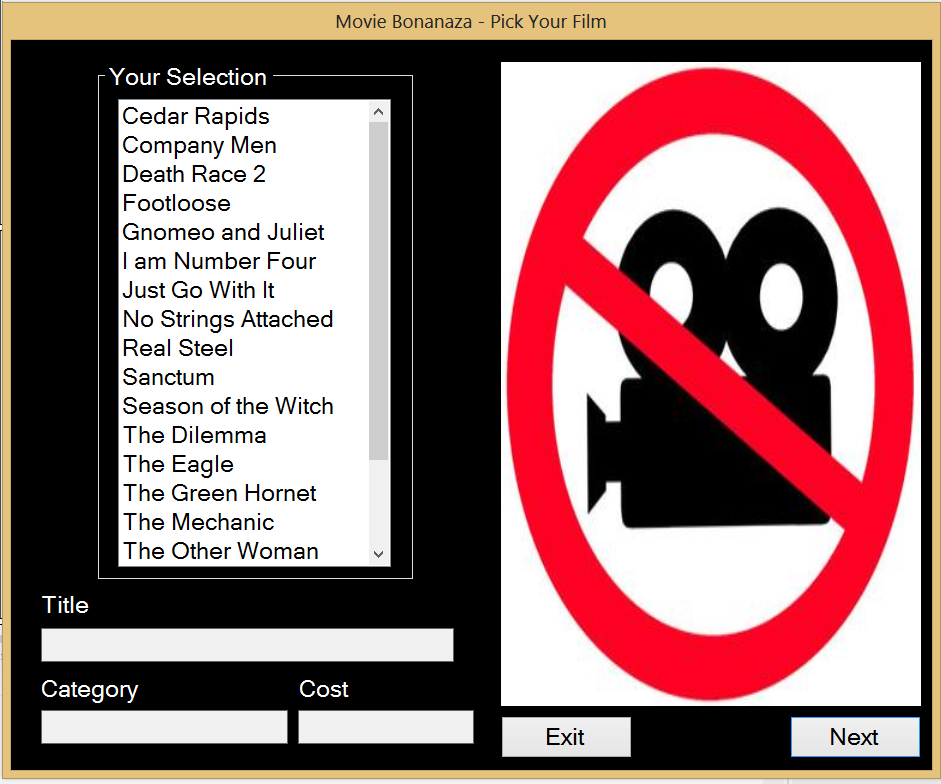 Movie Bonanaza - Pick Your Film
Your Selection
Cedar Rapids
Company Men
Death Race 2
Footloose
Gnomeo and Juliet
I am Number Four
Just Go With It
No Strings Attached
Real Steel
Sanctum
Season of the Witch
The Dilemma
The Eagle
The Green Hornet
The Mechanic
The Other Woman
Title
Category
Cost
Exit
Next